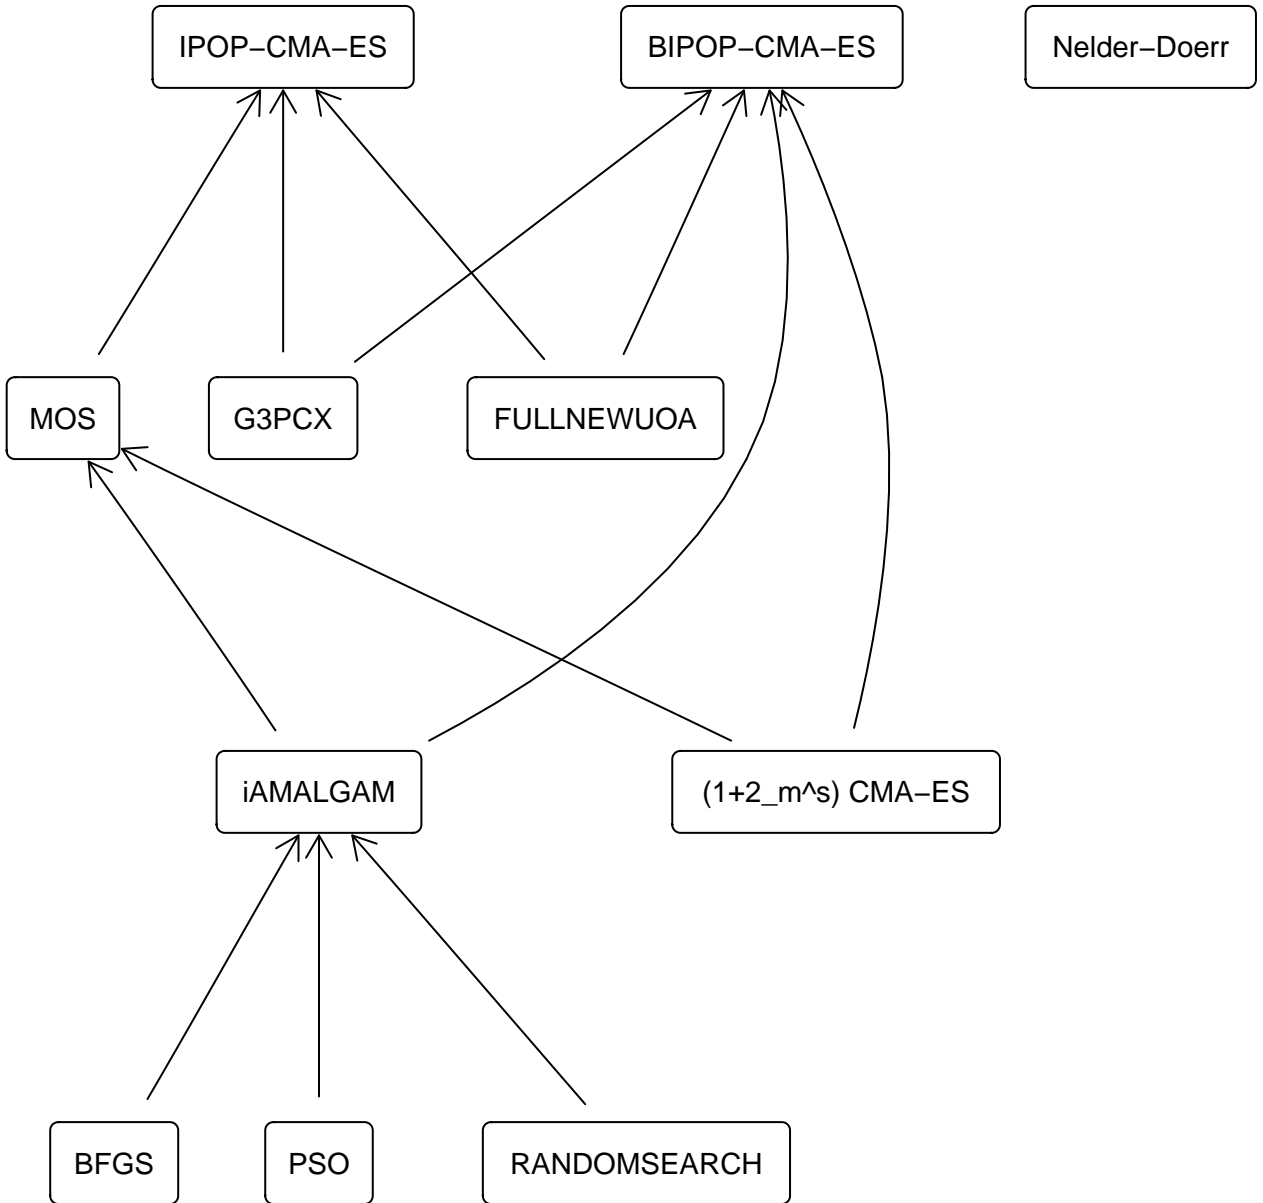 IPOP−CMA−ES
BIPOP−CMA−ES
Nelder−Doerr
MOS
G3PCX
FULLNEWUOA
iAMALGAM
(1+2_m^s) CMA−ES
BFGS
PSO
RANDOMSEARCH